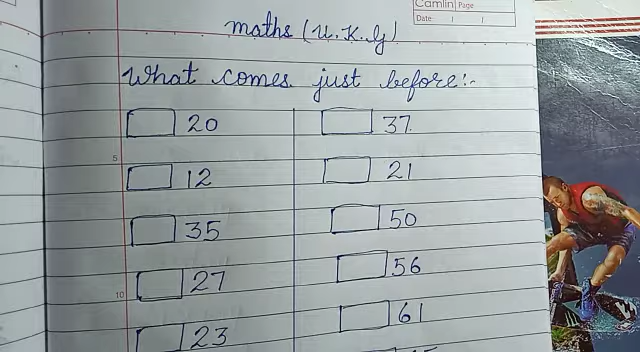 Camlin Page
Date / /
maths (U.K.G)
What comes just before:-
20 37
12 21
35 50
27 56
23 61